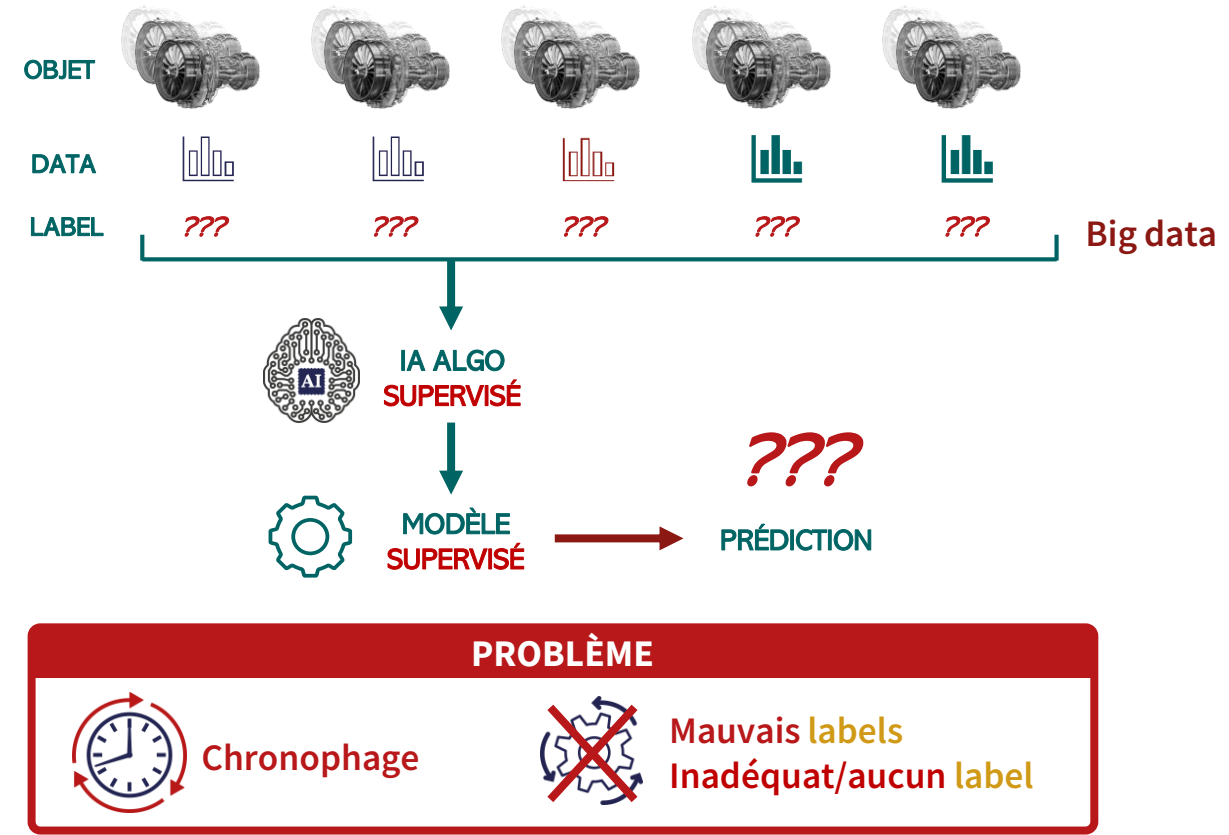 OBJET
DATA
LABEL
??? ??? ??? ??? ???
Big data
AI
IA ALGO
SUPERVISÉ
???
MODÈLE
SUPERVISÉ
PRÉDICTION
PROBLÈME
Chronophage
Mauvais labels
Inadéquat/aucun label